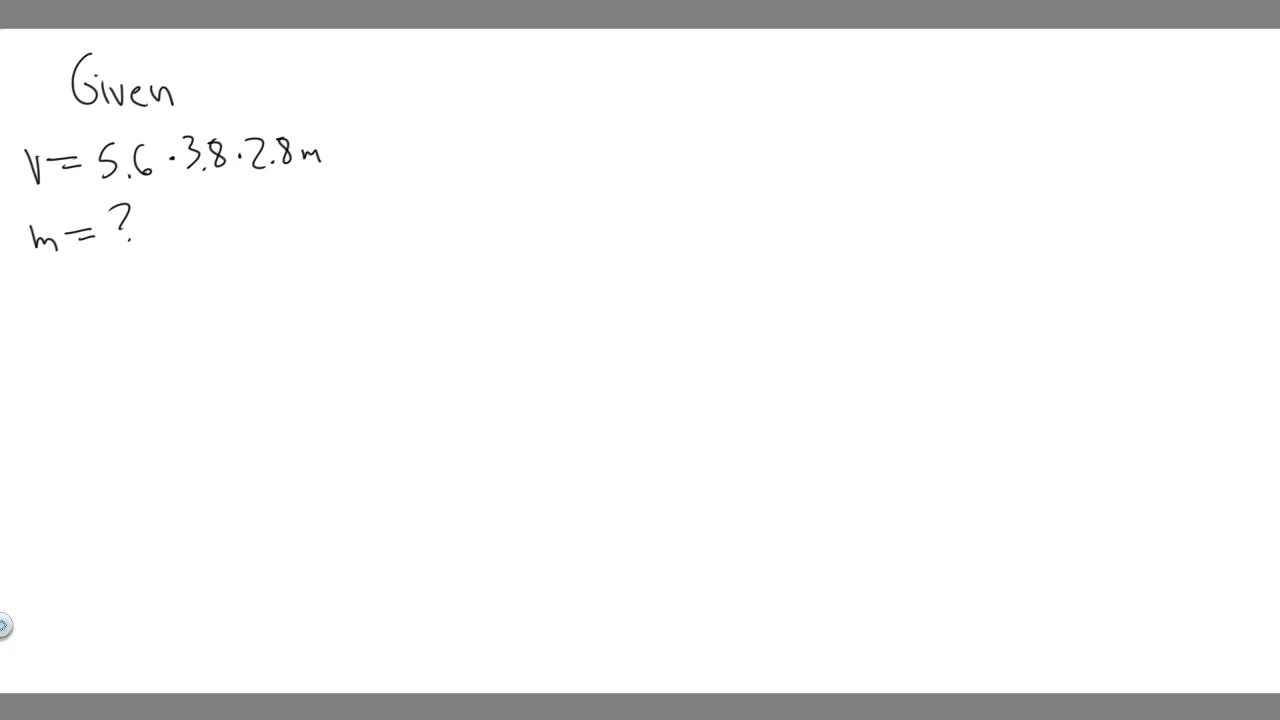 Given
V = 5.6 · 3.8 · 2.8 m
m = ?